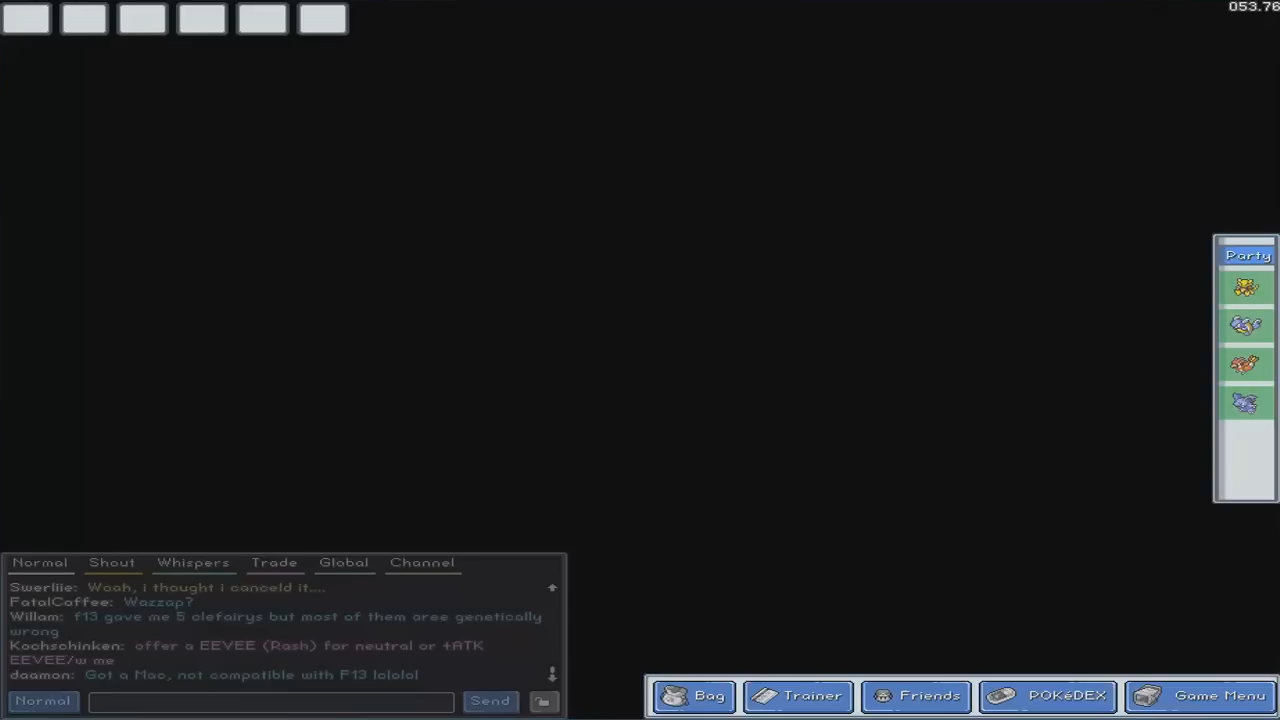 053.76
Party
Normal Shout Whispers Trade Global Channel
Swerliie: Woah, i thought i canceld it....
FatalCaffee: Wazzap?
Willam: f13 gave me 5 clefairys but most of them aree genetically
wrong
Kochschinken: offer a EEVEE (Rash) for neutral or +ATK
EEVEE/w me
daamon: Got a Mac, not compatible with F13 lololol
Normal Send
Bag Trainer Friends POKéDEX Game Menu